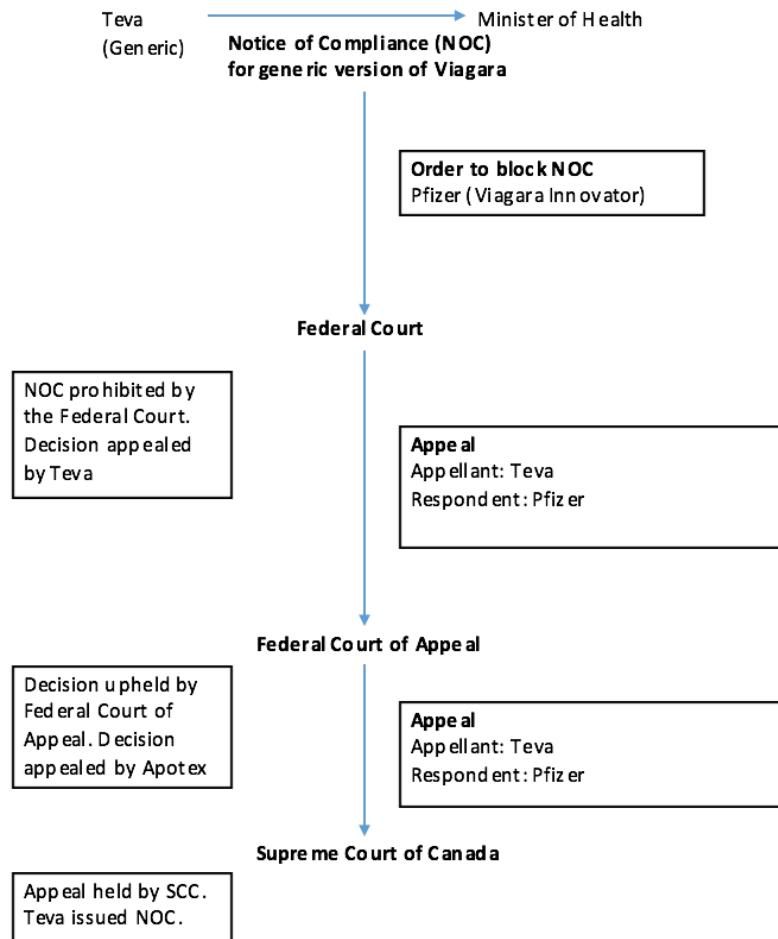 Teva
Minister of Health
(Generic)
Notice of Compliance (NOC)
for generic version of Viagara
Order to block NOC
Pfizer (Viagara Innovator)
Federal Court
NOC prohibited by
the Federal Court.
Decision appealed
by Teva
Appeal
Appellant: Teva
Respondent: Pfizer
Federal Court of Appeal
Decision upheld by
Federal Court of
Appeal. Decision
appealed by Apotex
Appeal
Appellant: Teva
Respondent: Pfizer
Supreme Court of Canada
Appeal held by SCC.
Teva issued NOC.